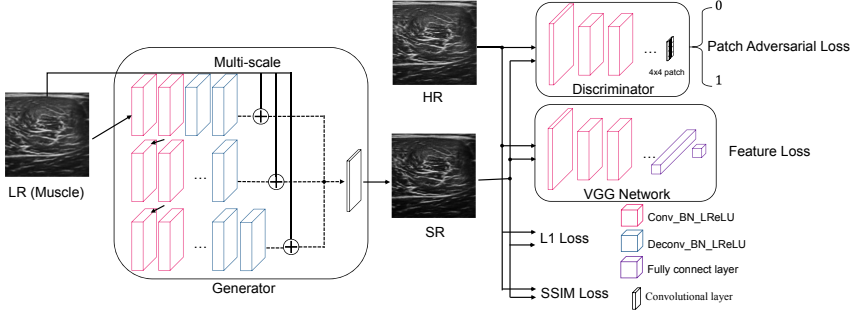 Multi-scale
LR (Muscle)
Generator
HR
SR
0
1
4x4 patch
Discriminator
Patch Adversarial Loss
VGG Network
Feature Loss
L1 Loss
SSIM Loss
Conv_BN_LReLU
Deconv_BN_LReLU
Fully connect layer
Convolutional layer